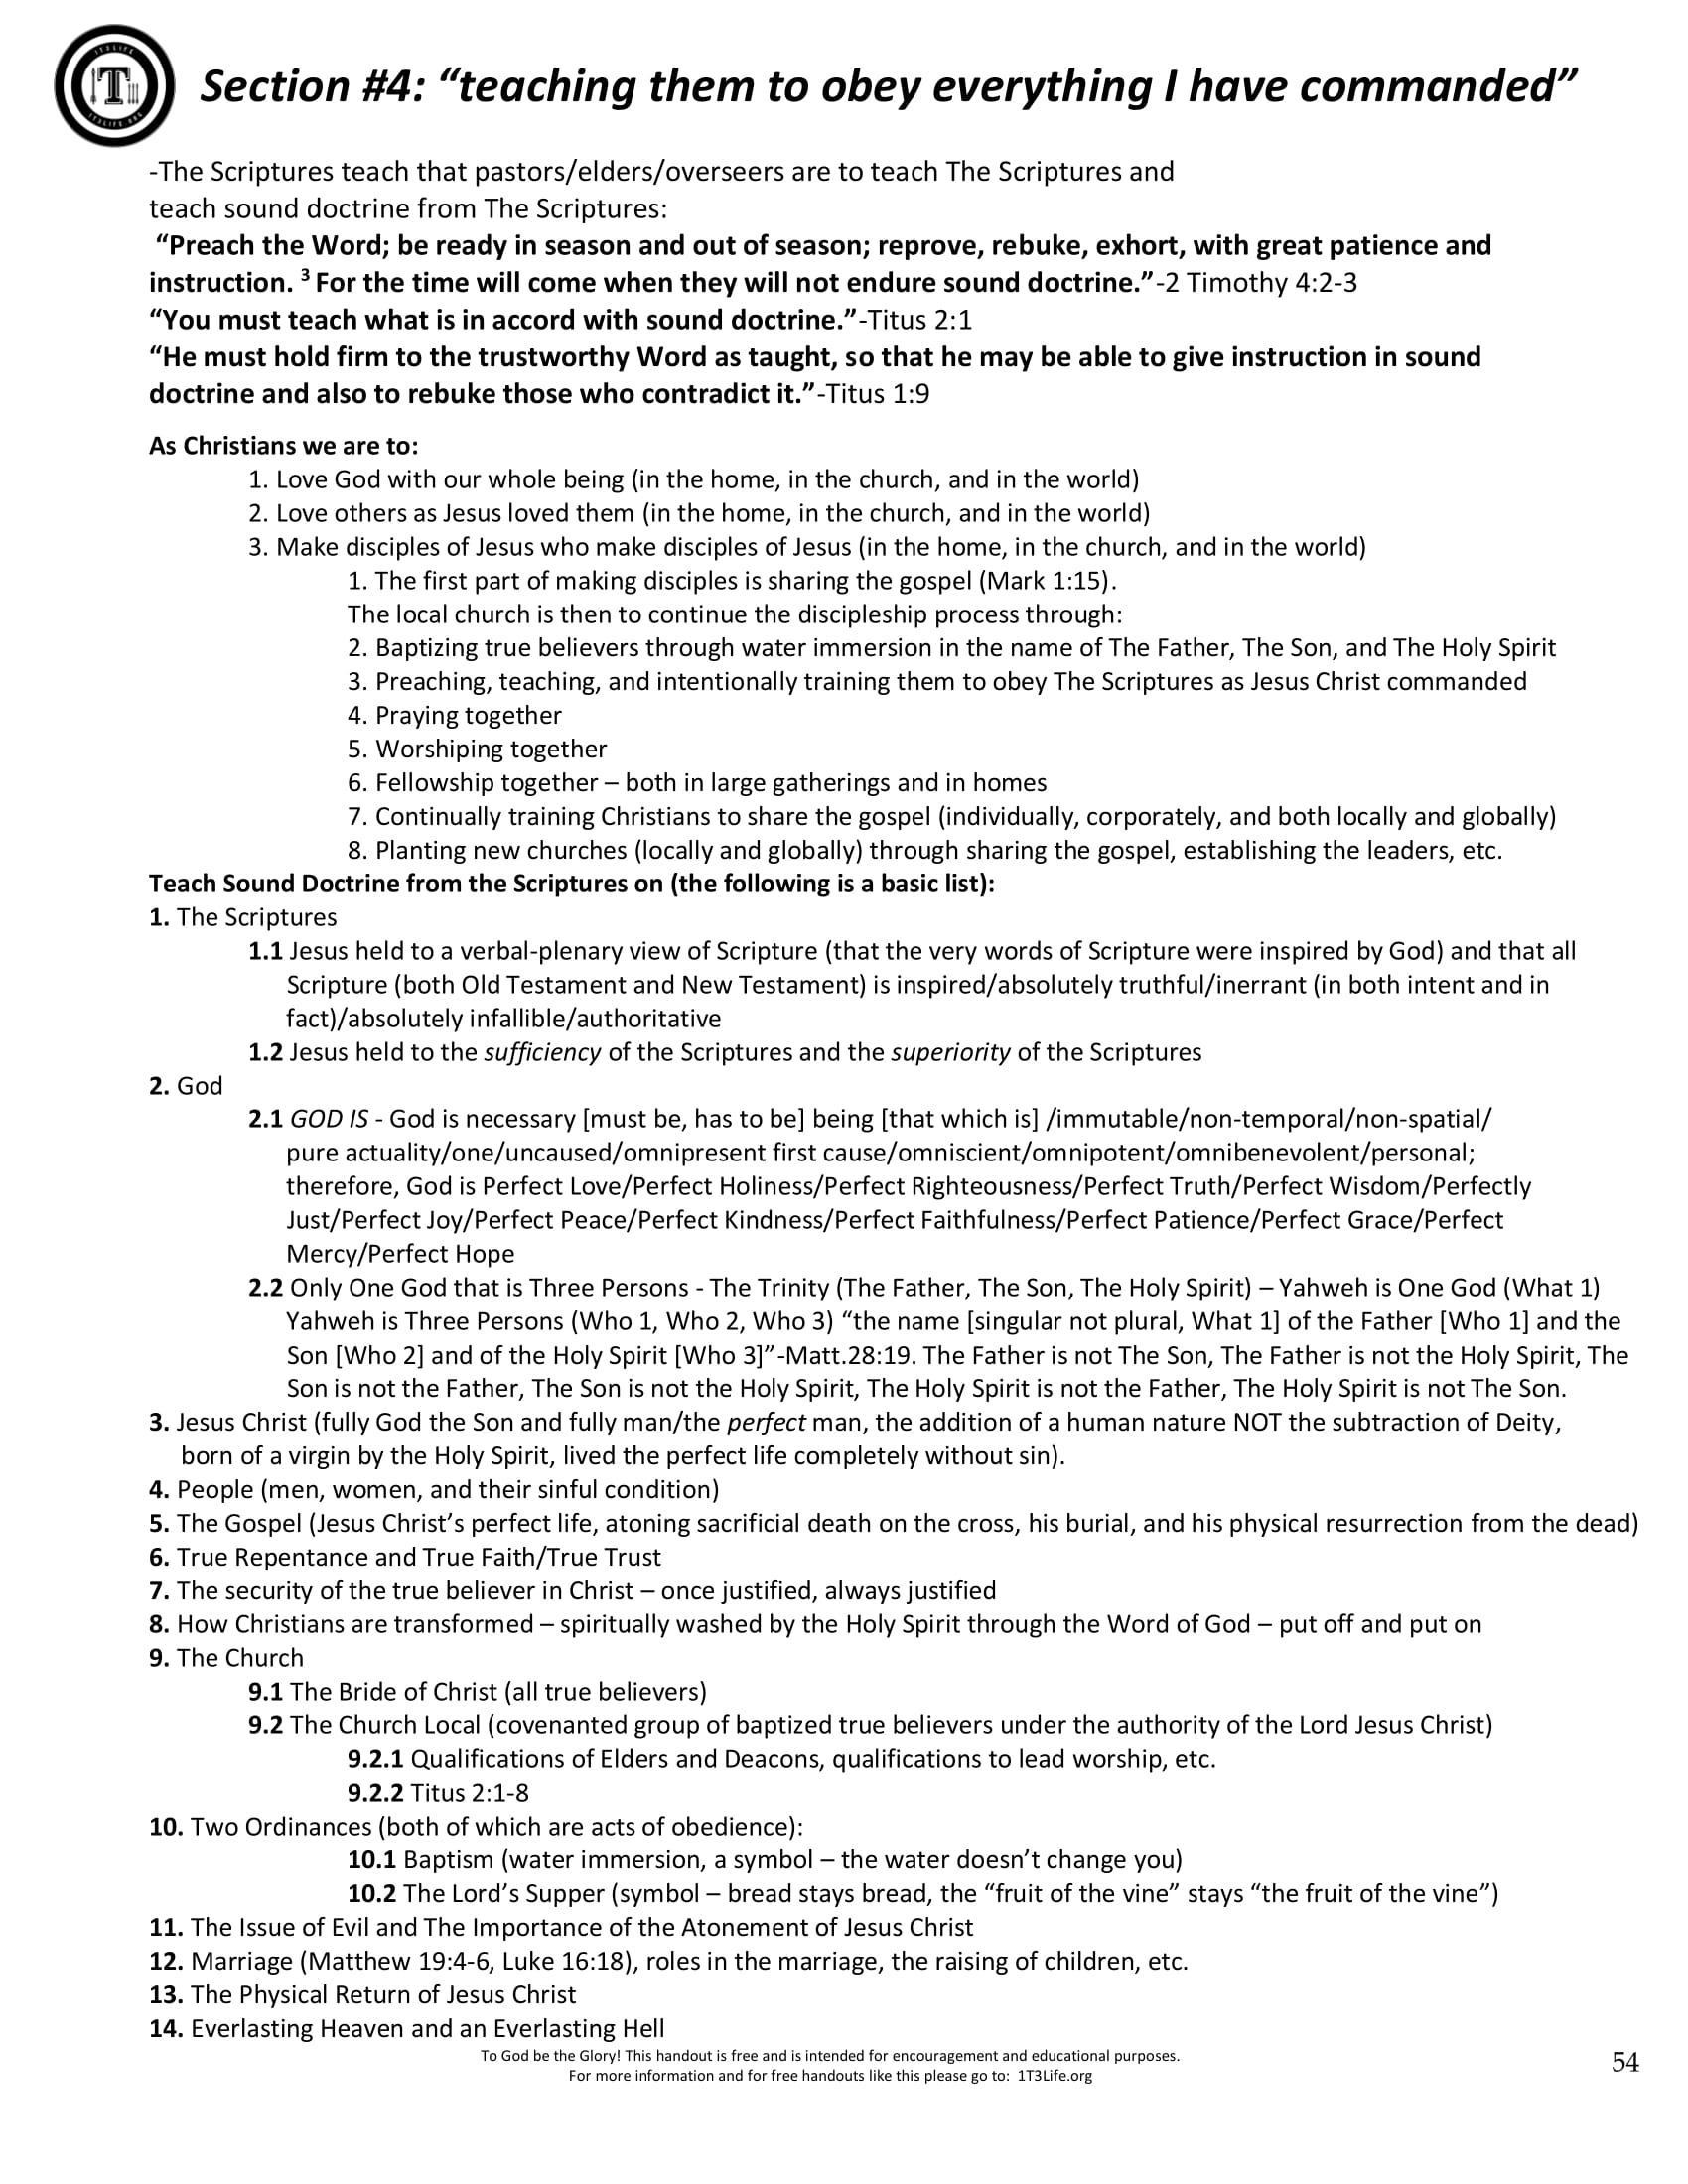 1T3LIFE
T
1T3LIFE.ORG
Section #4: “teaching them to obey everything I have commanded”
-The Scriptures teach that pastors/elders/overseers are to teach The Scriptures and
teach sound doctrine from The Scriptures:
“Preach the Word; be ready in season and out of season; reprove, rebuke, exhort, with great patience and
instruction. ³ For the time will come when they will not endure sound doctrine.”-2 Timothy 4:2-3
“You must teach what is in accord with sound doctrine.”-Titus 2:1
“He must hold firm to the trustworthy Word as taught, so that he may be able to give instruction in sound
doctrine and also to rebuke those who contradict it.”-Titus 1:9
As Christians we are to:
1. Love God with our whole being (in the home, in the church, and in the world)
2. Love others as Jesus loved them (in the home, in the church, and in the world)
3. Make disciples of Jesus who make disciples of Jesus (in the home, in the church, and in the world)
1. The first part of making disciples is sharing the gospel (Mark 1:15).
The local church is then to continue the discipleship process through:
2. Baptizing true believers through water immersion in the name of The Father, The Son, and The Holy Spirit
3. Preaching, teaching, and intentionally training them to obey The Scriptures as Jesus Christ commanded
4. Praying together
5. Worshiping together
6. Fellowship together – both in large gatherings and in homes
7. Continually training Christians to share the gospel (individually, corporately, and both locally and globally)
8. Planting new churches (locally and globally) through sharing the gospel, establishing the leaders, etc.
Teach Sound Doctrine from the Scriptures on (the following is a basic list):
1. The Scriptures
1.1 Jesus held to a verbal-plenary view of Scripture (that the very words of Scripture were inspired by God) and that all
Scripture (both Old Testament and New Testament) is inspired/absolutely truthful/inerrant (in both intent and in
fact)/absolutely infallible/authoritative
1.2 Jesus held to the sufficiency of the Scriptures and the superiority of the Scriptures
2. God
2.1 GOD IS - God is necessary [must be, has to be] being [that which is] /immutable/non-temporal/non-spatial/
pure actuality/one/uncaused/omnipresent first cause/omniscient/omnipotent/omnibenevolent/personal;
therefore, God is Perfect Love/Perfect Holiness/Perfect Righteousness/Perfect Truth/Perfect Wisdom/Perfectly
Just/Perfect Joy/Perfect Peace/Perfect Kindness/Perfect Faithfulness/Perfect Patience/Perfect Grace/Perfect
Mercy/Perfect Hope
2.2 Only One God that is Three Persons - The Trinity (The Father, The Son, The Holy Spirit) – Yahweh is One God (What 1)
Yahweh is Three Persons (Who 1, Who 2, Who 3) “the name [singular not plural, What 1] of the Father [Who 1] and the
Son [Who 2] and of the Holy Spirit [Who 3]”-Matt.28:19. The Father is not The Son, The Father is not the Holy Spirit, The
Son is not the Father, The Son is not the Holy Spirit, The Holy Spirit is not the Father, The Holy Spirit is not The Son.
3. Jesus Christ (fully God the Son and fully man/the perfect man, the addition of a human nature NOT the subtraction of Deity,
born of a virgin by the Holy Spirit, lived the perfect life completely without sin).
4. People (men, women, and their sinful condition)
5. The Gospel (Jesus Christ’s perfect life, atoning sacrificial death on the cross, his burial, and his physical resurrection from the dead)
6. True Repentance and True Faith/True Trust
7. The security of the true believer in Christ – once justified, always justified
8. How Christians are transformed – spiritually washed by the Holy Spirit through the Word of God – put off and put on
9. The Church
9.1 The Bride of Christ (all true believers)
9.2 The Church Local (covenanted group of baptized true believers under the authority of the Lord Jesus Christ)
9.2.1 Qualifications of Elders and Deacons, qualifications to lead worship, etc.
9.2.2 Titus 2:1-8
10. Two Ordinances (both of which are acts of obedience):
10.1 Baptism (water immersion, a symbol – the water doesn’t change you)
10.2 The Lord’s Supper (symbol – bread stays bread, the “fruit of the vine” stays “the fruit of the vine”)
11. The Issue of Evil and The Importance of the Atonement of Jesus Christ
12. Marriage (Matthew 19:4-6, Luke 16:18), roles in the marriage, the raising of children, etc.
13. The Physical Return of Jesus Christ
14. Everlasting Heaven and an Everlasting Hell
To God be the Glory! This handout is free and is intended for encouragement and educational purposes.
For more information and for free handouts like this please go to: 1T3Life.org
54